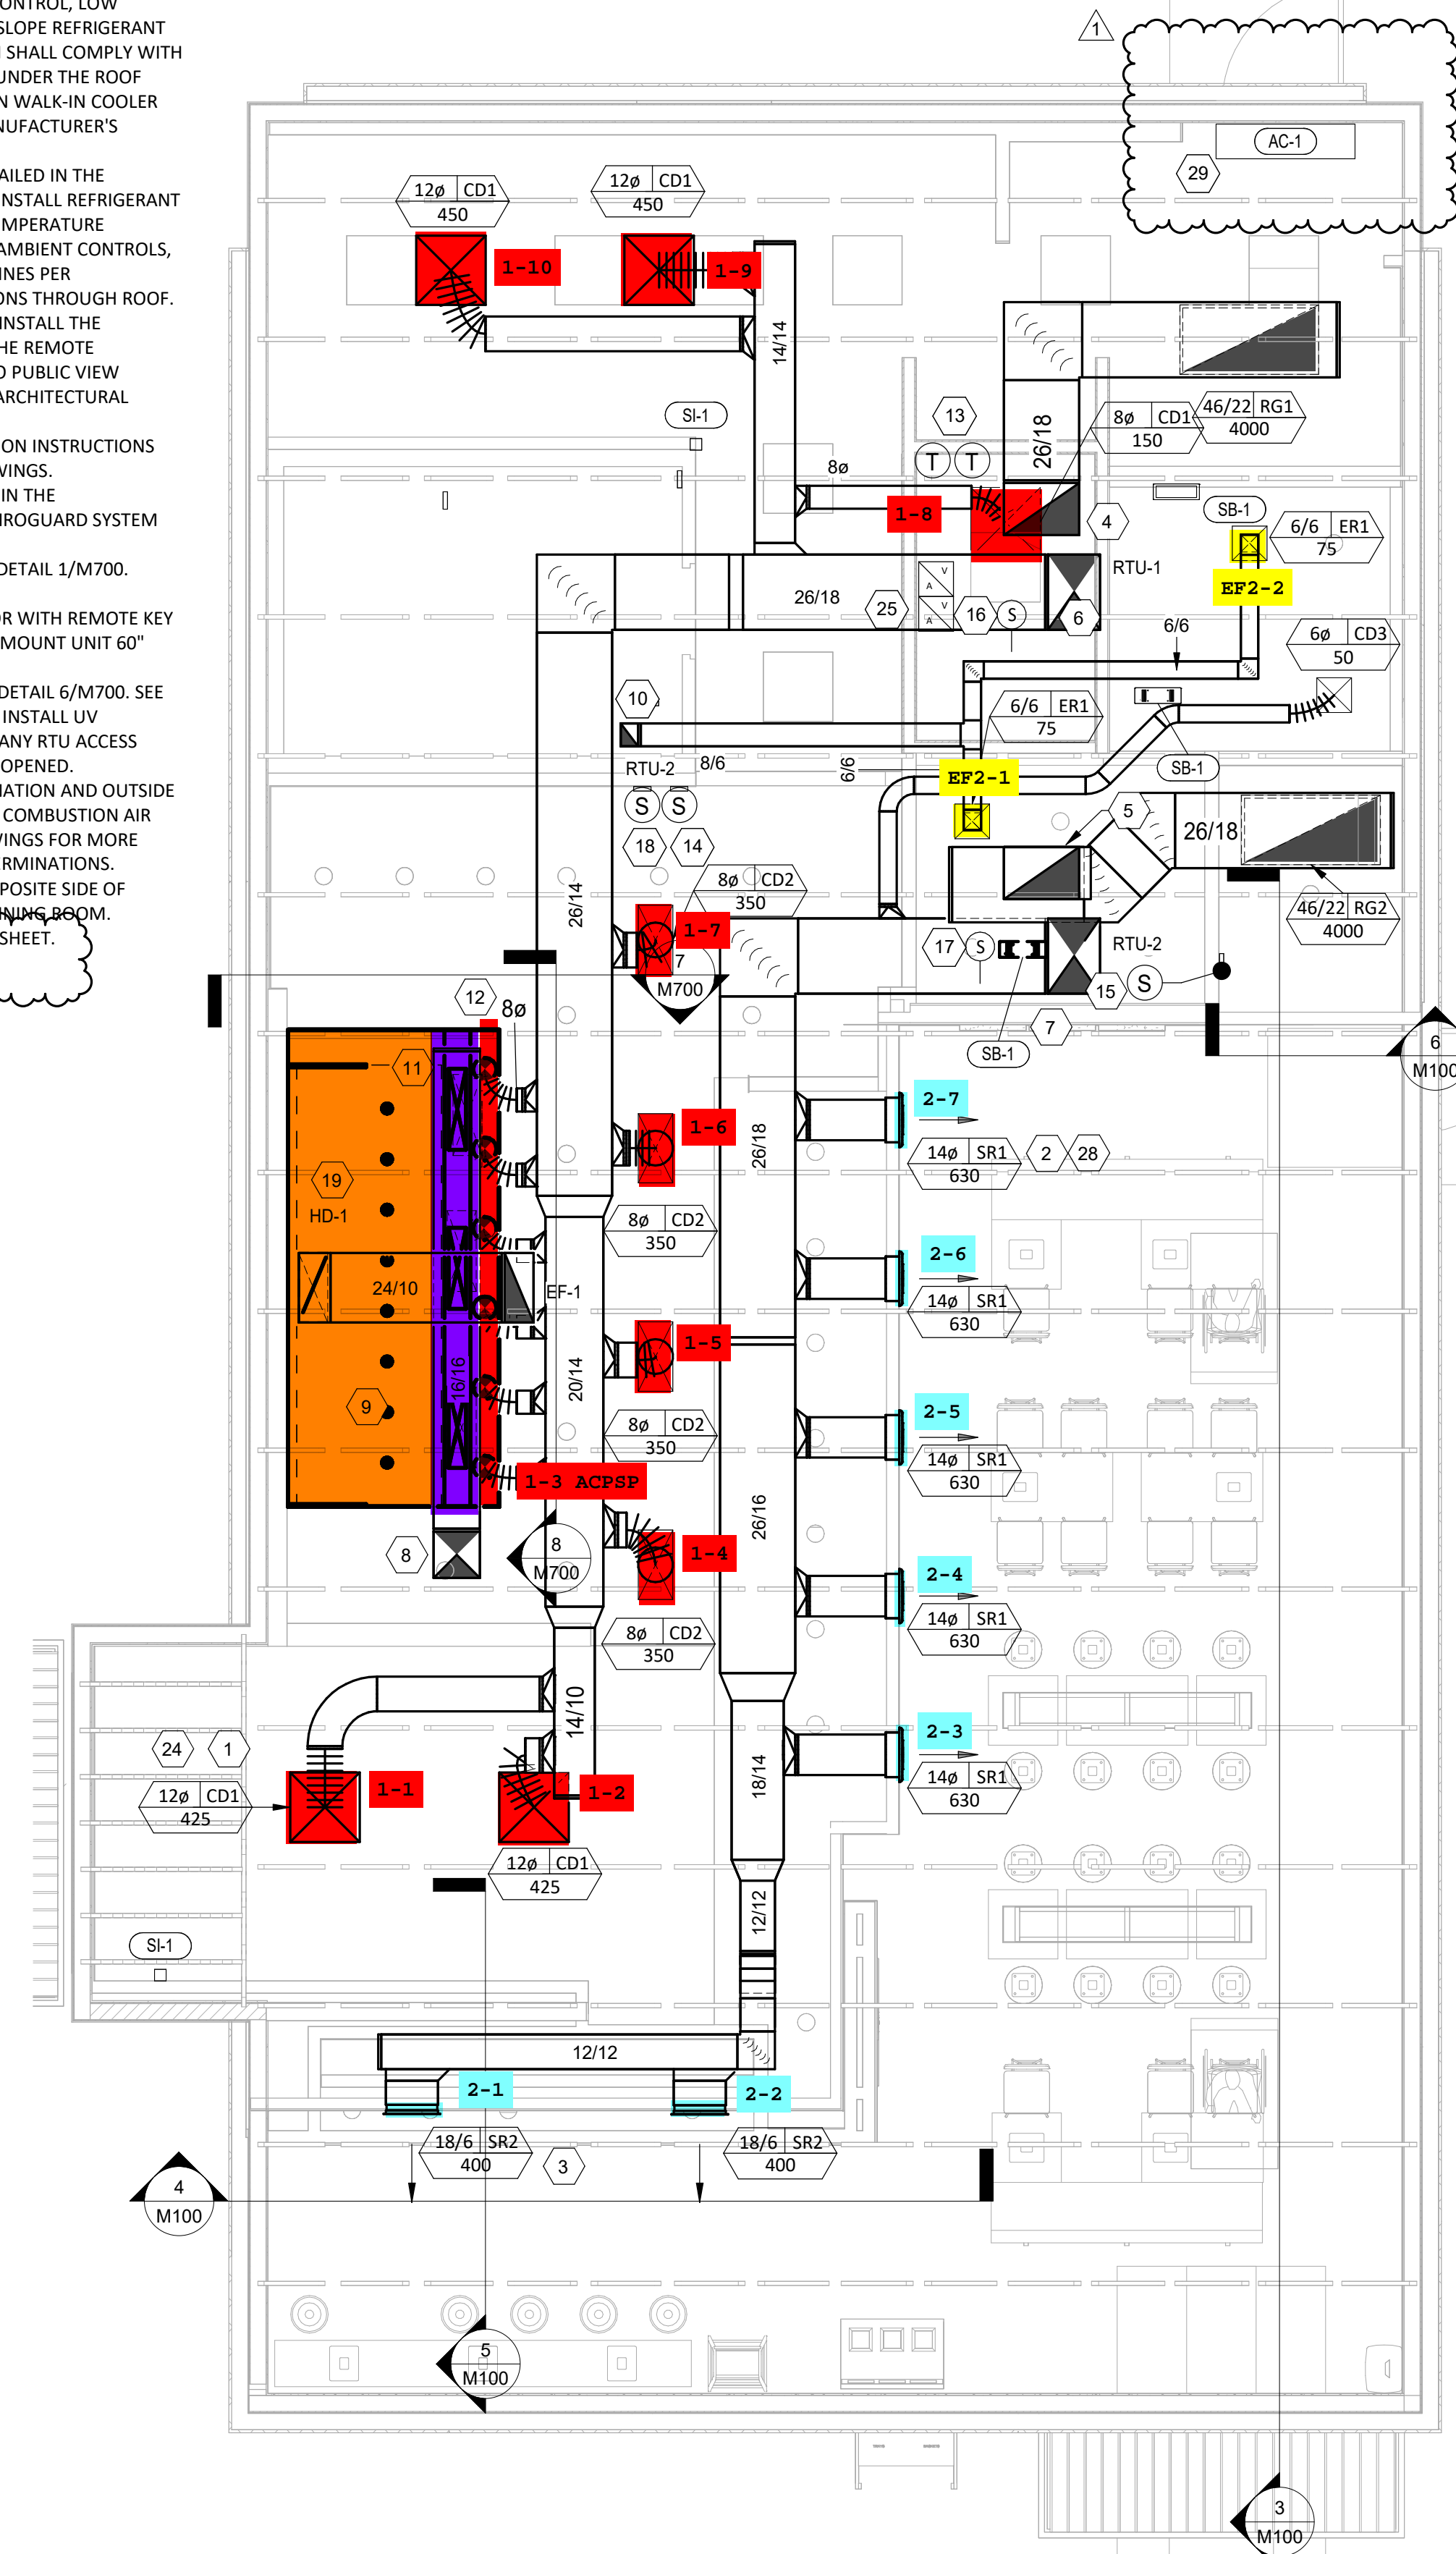 ONTROL, LOW
SLOPE REFRIGERANT
SHALL COMPLY WITH
UNDER THE ROOF
N WALK-IN COOLER
NUFACTURER'S
AILED IN THE
INSTALL REFRIGERANT
MPERATURE
AMBIENT CONTROLS,
INES PER
ONS THROUGH ROOF.
INSTALL THE
HE REMOTE
O PUBLIC VIEW
ARCHITECTURAL
ON INSTRUCTIONS
WINGS.
IN THE
IROGUARD SYSTEM
DETAIL 1/M700.
OR WITH REMOTE KEY
MOUNT UNIT 60"
DETAIL 6/M700. SEE
INSTALL UV
ANY RTU ACCESS
OPENED.
NATION AND OUTSIDE
COMBUSTION AIR
WINGS FOR MORE
ERMINATIONS.
POSITE SIDE OF
NING ROOM.
SHEET.
1
AC-1
29
12ø CD1
450
12ø CD1
450
1-10
1-9
14/14
SI-1
13
T T
26/18
8ø CD1
150
46/22 RG1
4000
8ø
1-8
4
SB-1
6/6 ER1
75
RTU-1
EF2-2
26/18
25
V
A
V
A
16
S
6
6/6
6ø CD3
50
10
6/6 ER1
75
RTU-2
8/6
6/6
EF2-1
SB-1
S S
18 14
5
26/18
8ø CD2
350
46/22 RG2
4000
26/14
1-7
7
M700
17
S
RTU-2
15
S
12
8ø
7
SB-1
6
M100
11
2-7
1-6
26/18
14ø SR1
630
2 28
19
HD-1
8ø CD2
350
2-6
24/10
EF-1
14ø SR1
630
1-5
16/16
20/14
9
8ø CD2
350
2-5
14ø SR1
630
1-3 ACPSP
26/16
8
8
M700
1-4
2-4
14ø SR1
630
8ø CD2
350
14/10
2-3
24 1
18/14
14ø SR1
630
12ø CD1
425
1-1
1-2
12ø CD1
425
12/12
SI-1
12/12
2-1
2-2
18/6 SR2
400
3
18/6 SR2
400
4
M100
5
M100
3
M100